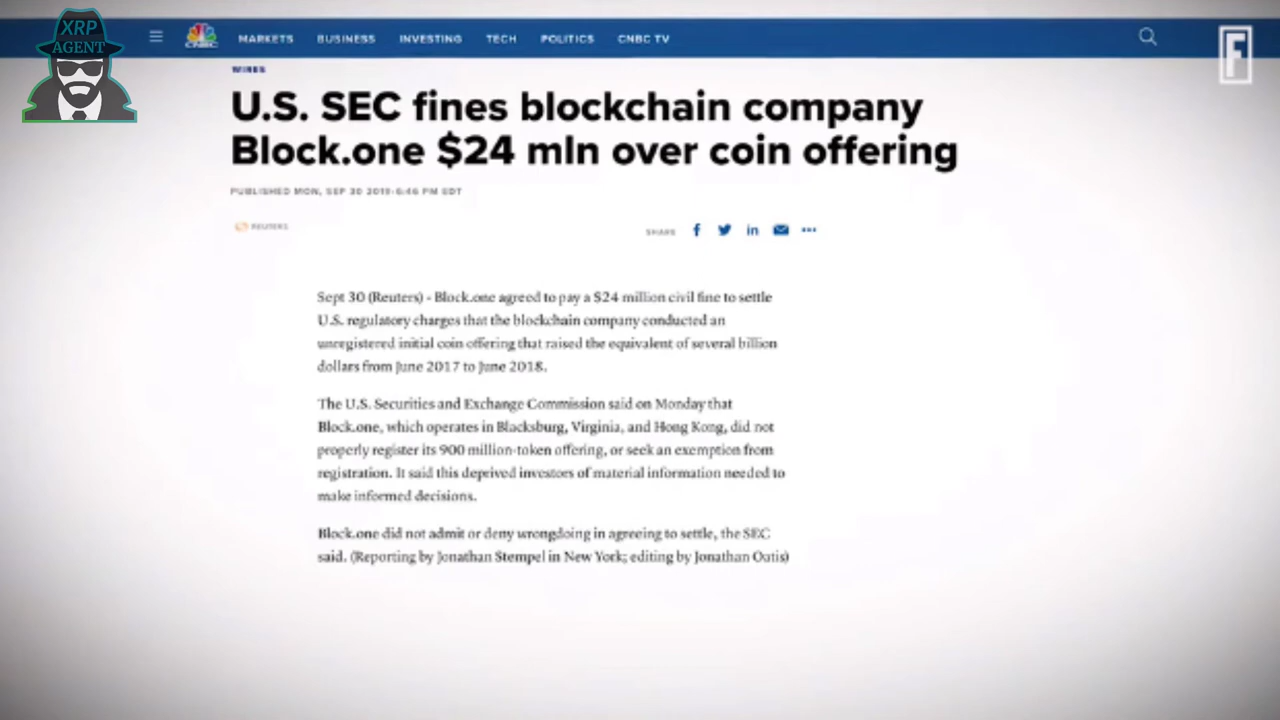 XRP
AGENT
CNBC
MARKETS BUSINESS INVESTING TECH POLITICS CNBC TV
F
WIRES
U.S. SEC fines blockchain company
Block.one $24 mln over coin offering
PUBLISHED MON, SEP 30 2019·6:46 PM EDT
REUTERS
SHARE
Sept 30 (Reuters) - Block.one agreed to pay a $24 million civil fine to settle
U.S. regulatory charges that the blockchain company conducted an
unregistered initial coin offering that raised the equivalent of several billion
dollars from June 2017 to June 2018.
The U.S. Securities and Exchange Commission said on Monday that
Block.one, which operates in Blacksburg, Virginia, and Hong Kong, did not
properly register its 900 million-token offering, or seek an exemption from
registration. It said this deprived investors of material information needed to
make informed decisions.
Block.one did not admit or deny wrongdoing in agreeing to settle, the SEC
said. (Reporting by Jonathan Stempel in New York; editing by Jonathan Oatis)